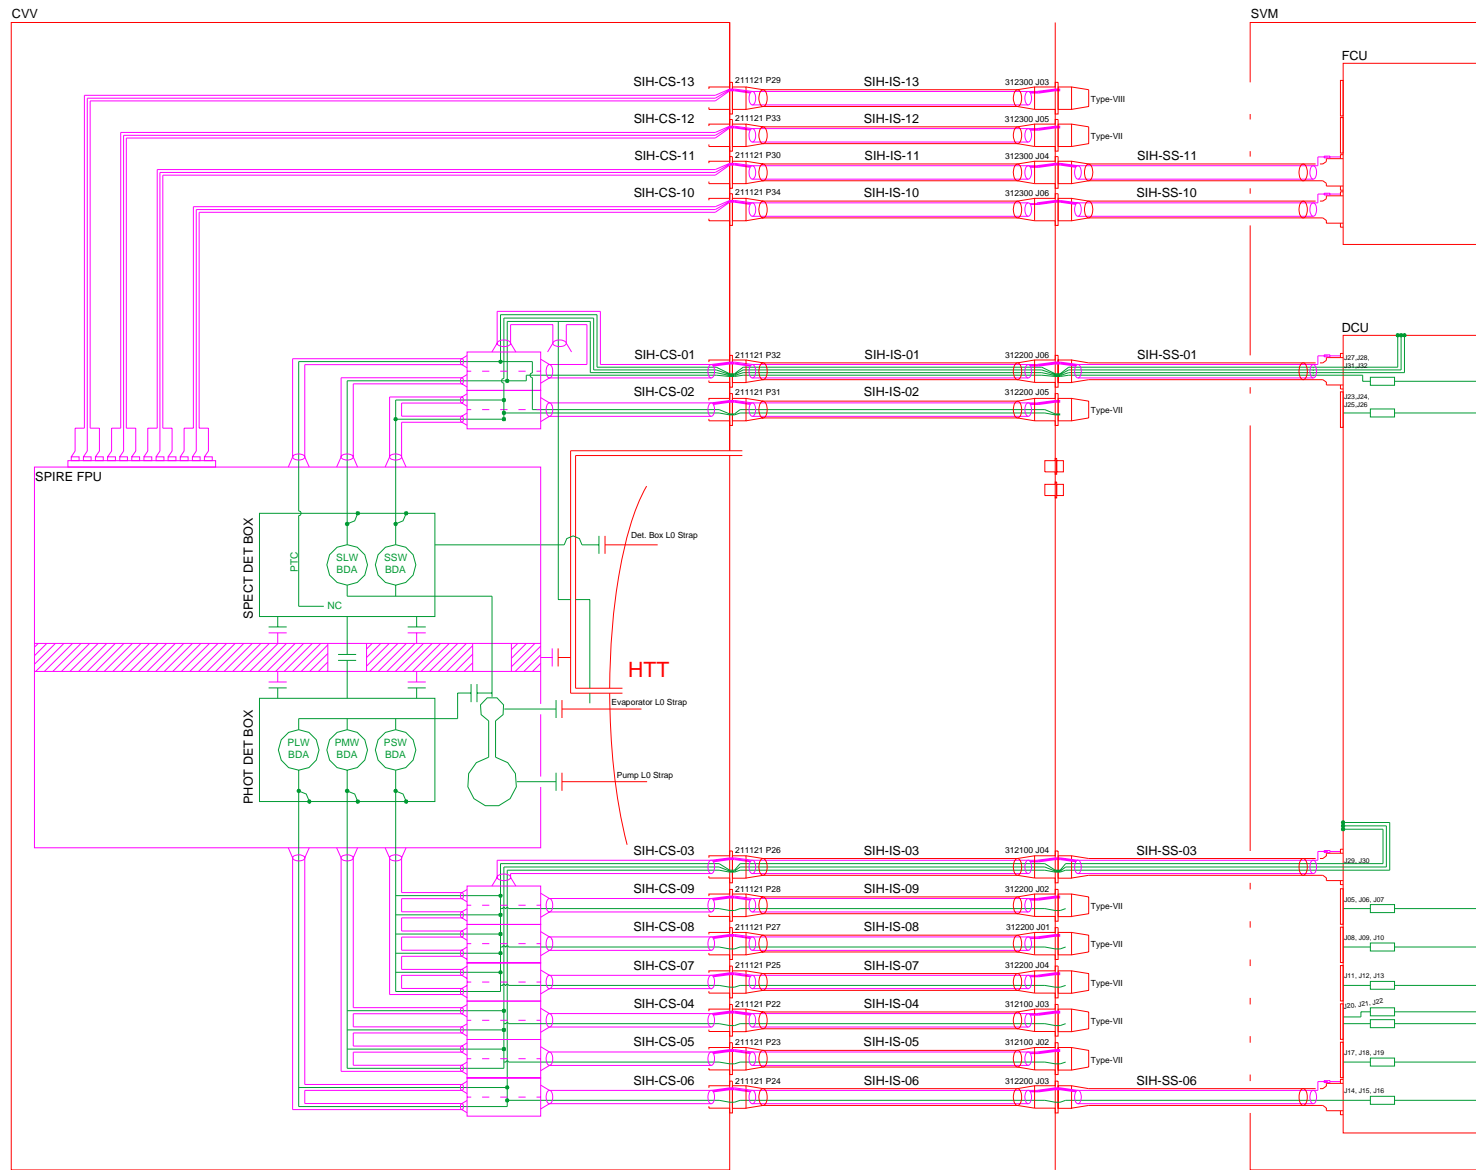 CVV
SVM
FCU
SIH-CS-13
211121 P29
SIH-IS-13
312300 J03
Type-VIII
SIH-CS-12
211121 P33
SIH-IS-12
312300 J05
Type-VII
SIH-CS-11
211121 P30
SIH-IS-11
312300 J04
SIH-SS-11
SIH-CS-10
211121 P34
SIH-IS-10
312300 J06
SIH-SS-10
DCU
SIH-CS-01
211121 P32
SIH-IS-01
312200 J06
SIH-SS-01
J27,J28,
J31,J32
SIH-CS-02
211121 P31
SIH-IS-02
312200 J05
Type-VII
J23,J24,
J25,J26
SPIRE FPU
SPECT DET BOX
PTC
SLW
BDA
SSW
BDA
NC
Det. Box L0 Strap
HTT
Evaporator L0 Strap
PHOT DET BOX
PLW
BDA
PMW
BDA
PSW
BDA
Pump L0 Strap
SIH-CS-03
211121 P26
SIH-IS-03
312100 J04
SIH-SS-03
J29, J30
SIH-CS-09
211121 P28
SIH-IS-09
312200 J02
Type-VII
J05, J06, J07
SIH-CS-08
211121 P27
SIH-IS-08
312200 J01
Type-VII
J08, J09, J10
SIH-CS-07
211121 P25
SIH-IS-07
312200 J04
Type-VII
J11, J12, J13
SIH-CS-04
211121 P22
SIH-IS-04
312100 J03
Type-VII
J20, J21, J22
SIH-CS-05
211121 P23
SIH-IS-05
312100 J02
Type-VII
J17, J18, J19
SIH-CS-06
211121 P24
SIH-IS-06
312200 J03
SIH-SS-06
J14, J15, J16